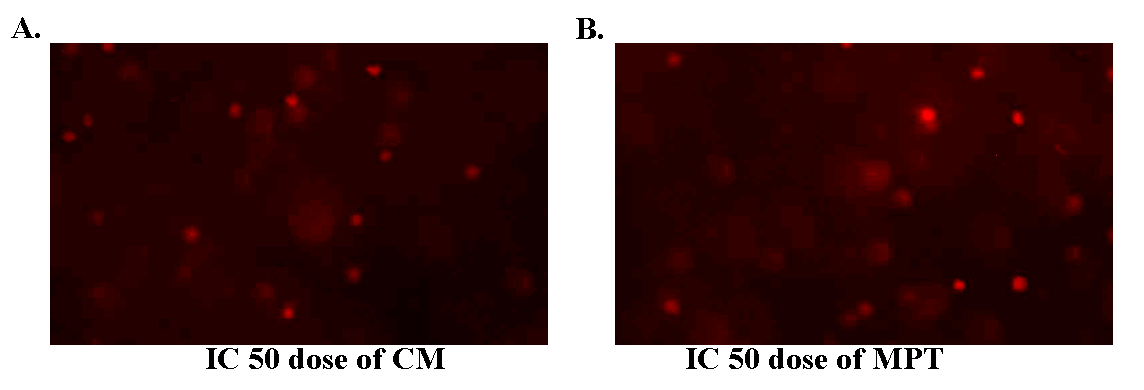 A.
B.
IC 50 dose of CM
IC 50 dose of MPT